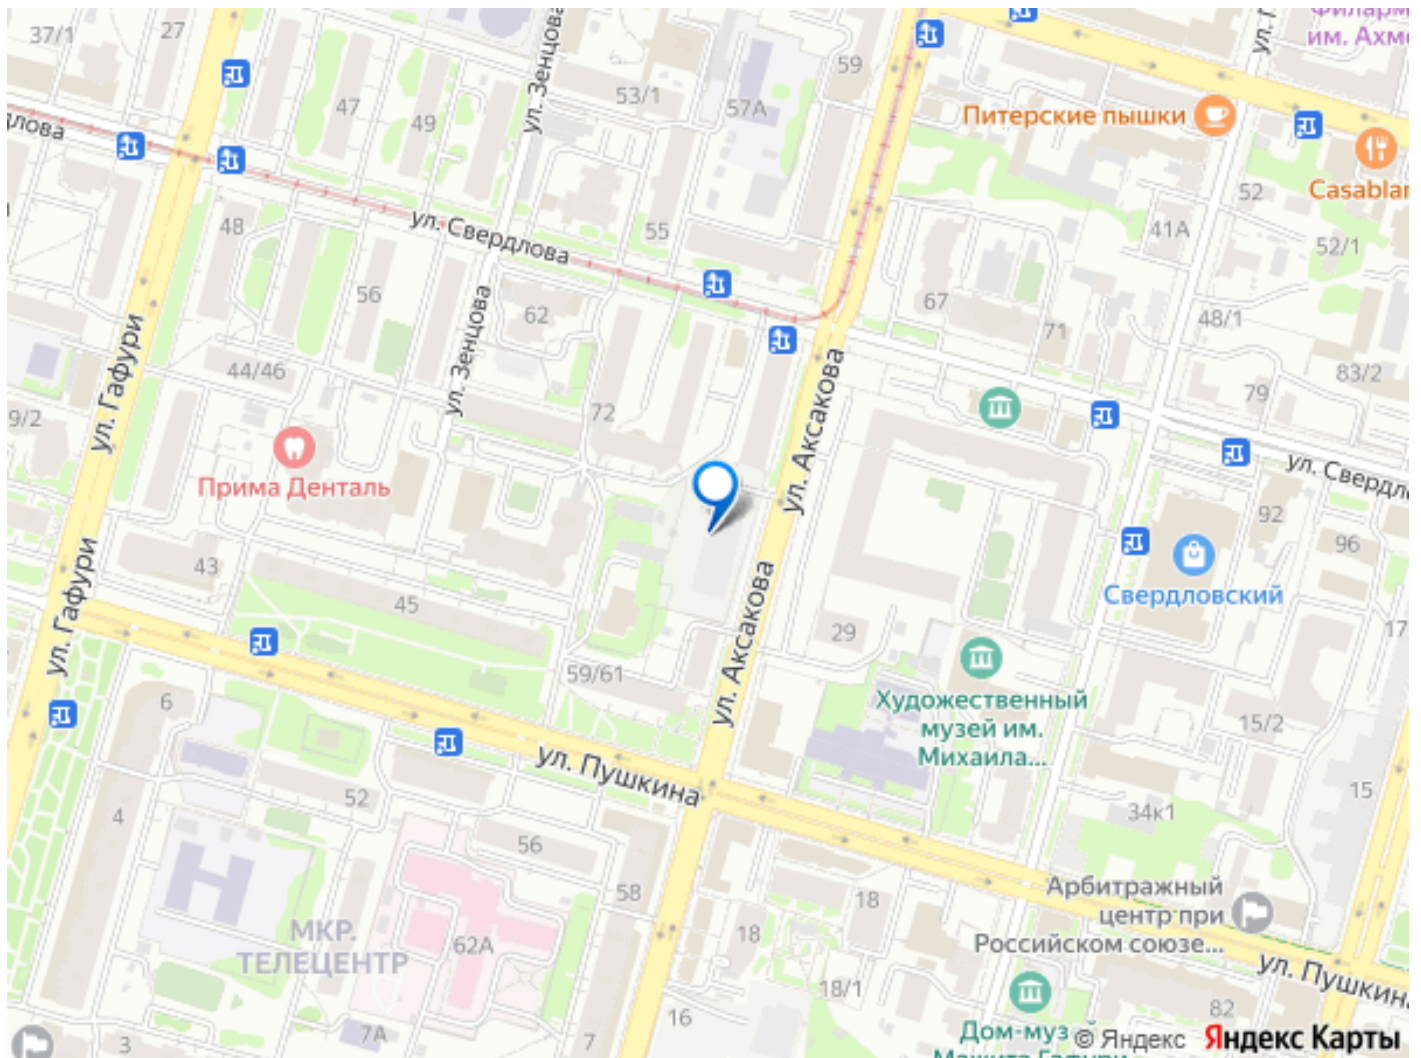 37/1
27
ул. Зенцова
59
Филарм
им. Ахм
47
49
53/1
57А
Питерские пышки
Casablan
48
ул. Свердлова
55
52
41А
52/1
56
62
67
71
48/1
ул. Гафури
44/46
ул. Зенцова
72
ул. Аксакова
79
83/2
9/2
Прима Денталь
ул. Свердл
92
96
43
45
ул. Гафури
ул. Аксакова
29
Свердловский
17
59/61
6
ул. Аксакова
Художественный
музей им.
Михаила...
15/2
ул. Пушкина
52
4
56
34к1
15
58
18
Арбитражный
центр при
Российском союзе...
МКР.
ТЕЛЕЦЕНТР
62А
18
ул. Пушкин
18/1
82
16
7А
3
7
Дом-муз
© Яндекс
Яндекс Карты